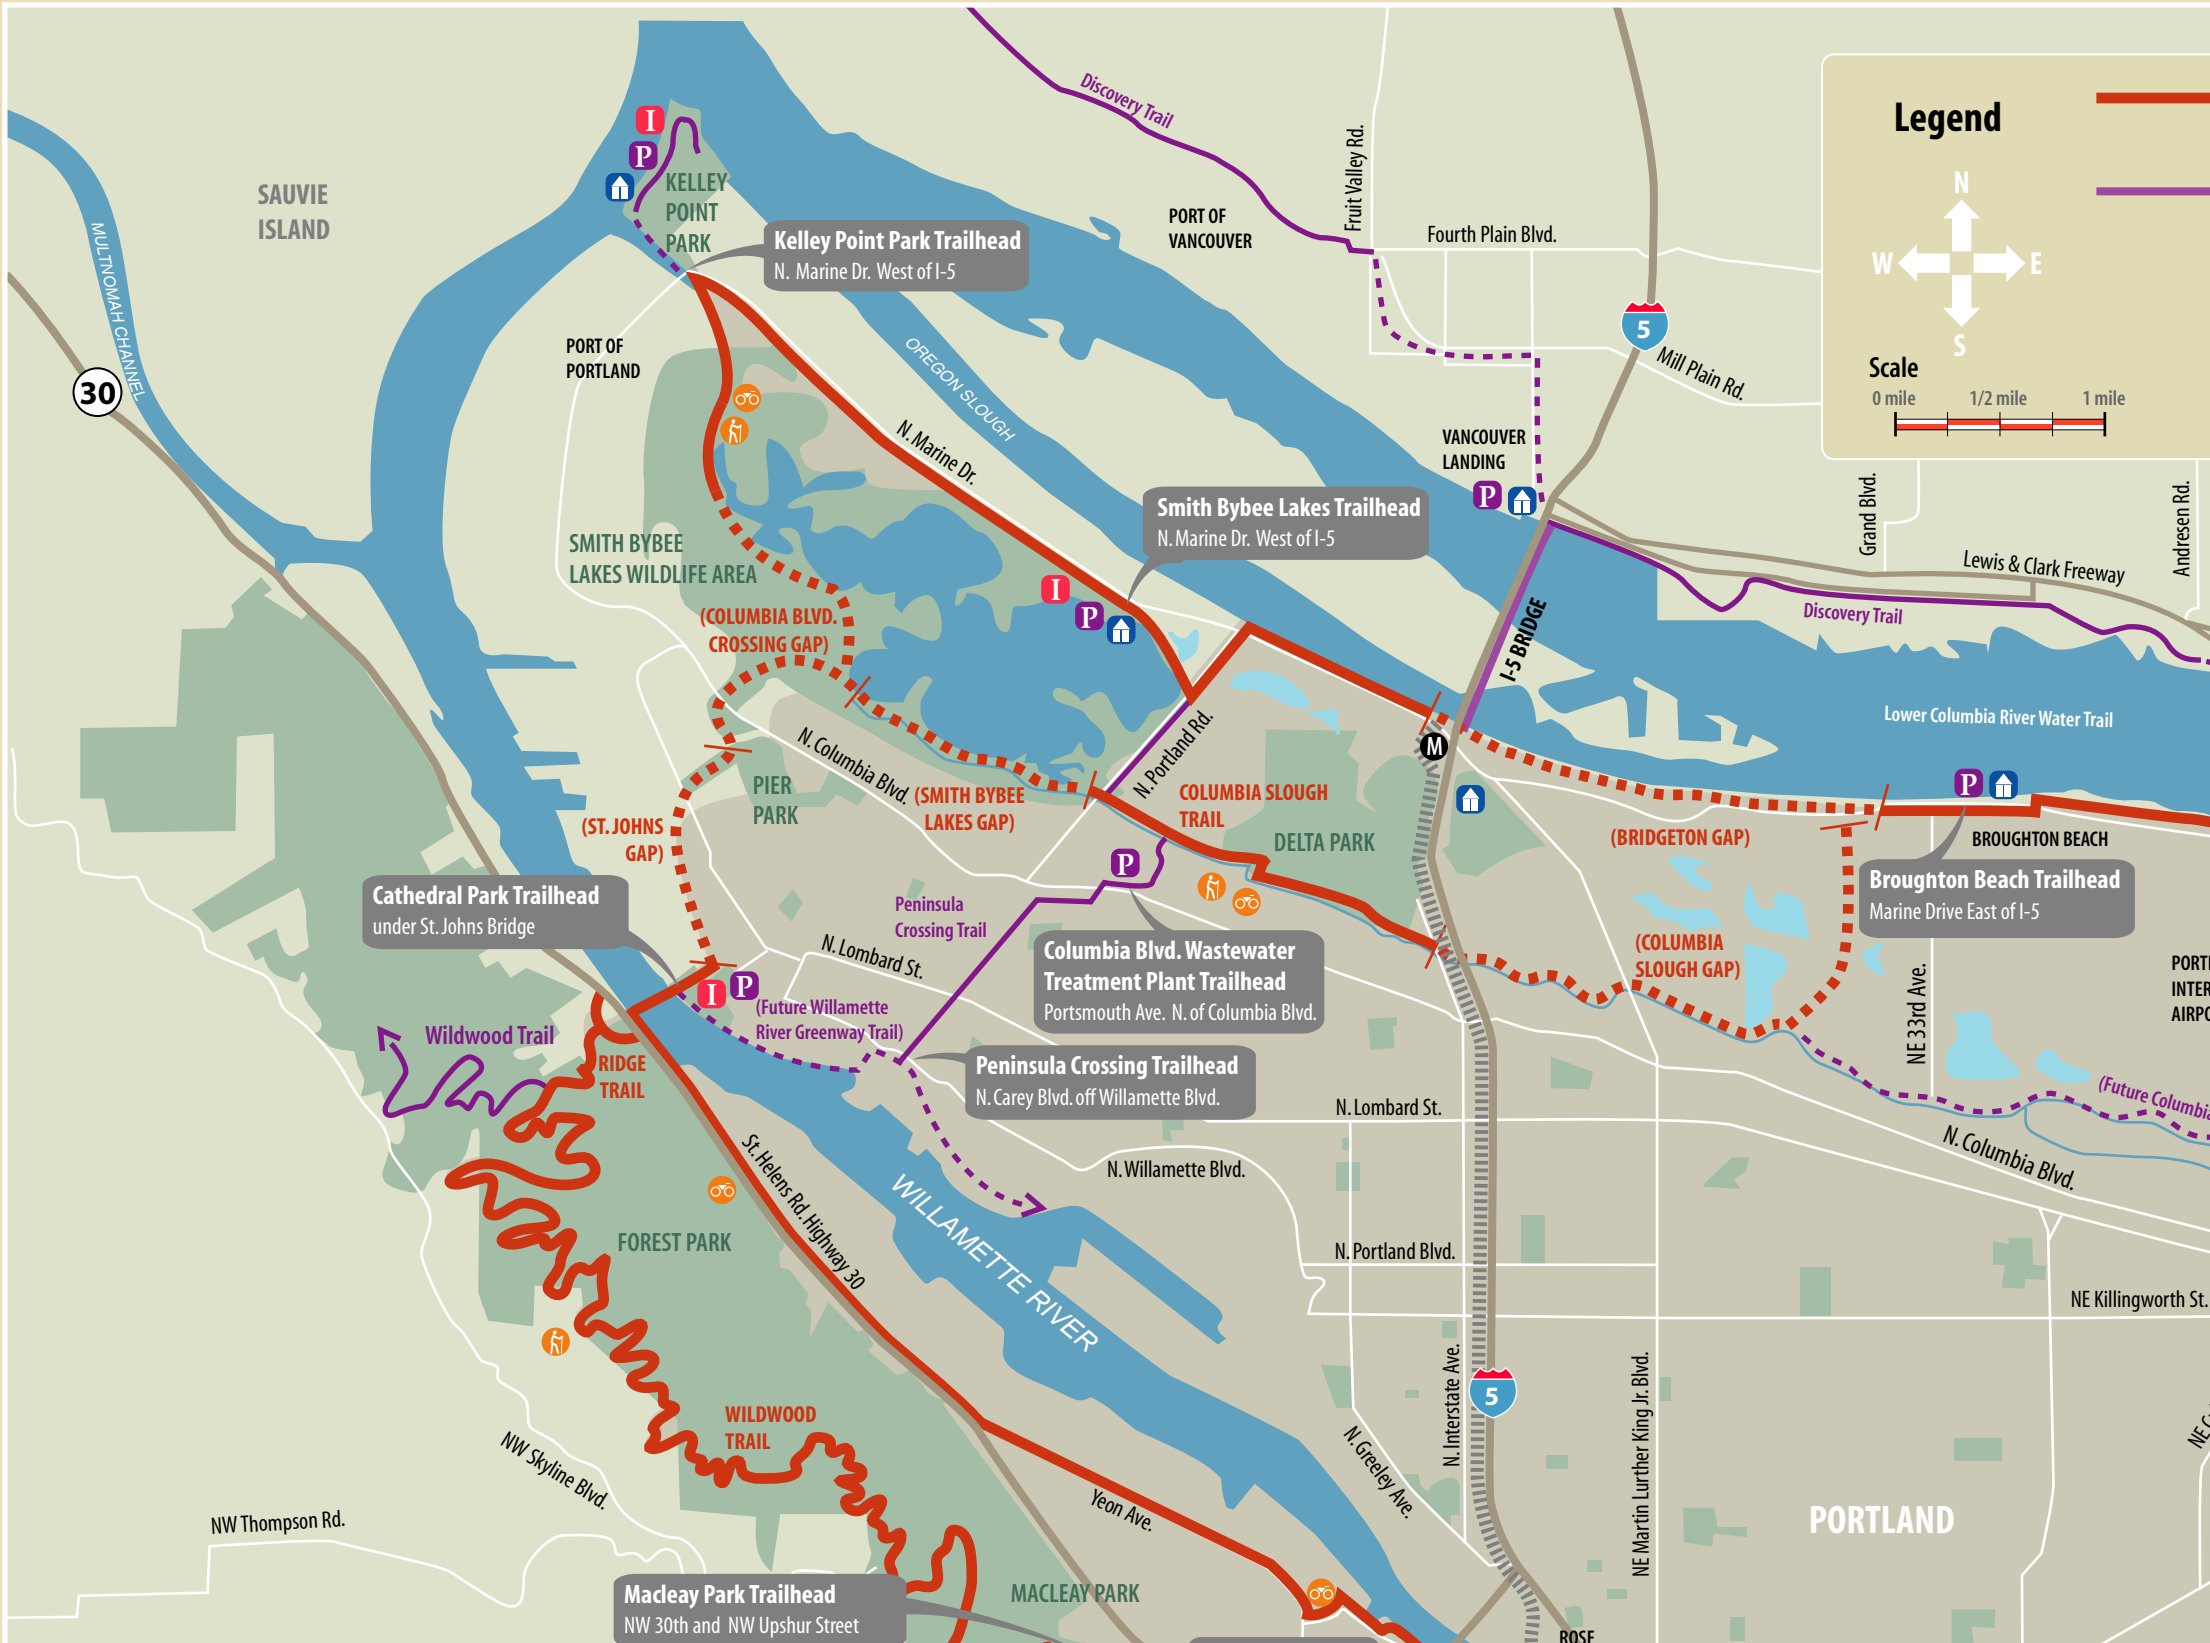 Discovery Trail
Legend
N
W
E
S
Scale
0 mile
1/2 mile
1 mile
I
P
KELLEY
POINT
PARK
SAUVIE
ISLAND
MULTNOMAH CHANNEL
30
Kelley Point Park Trailhead
N. Marine Dr. West of I-5
PORT OF
VANCOUVER
Fruit Valley Rd.
Fourth Plain Blvd.
5
Mill Plain Rd.
PORT OF
PORTLAND
OREGON SLOUGH
N. Marine Dr.
VANCOUVER
LANDING
P
Grand Blvd.
Andresen Rd.
Smith Bybee Lakes Trailhead
N. Marine Dr. West of I-5
SMITH BYBEE
LAKES WILDLIFE AREA
Lewis & Clark Freeway
Discovery Trail
I
P
(COLUMBIA BLVD.
CROSSING GAP)
I-5 BRIDGE
Lower Columbia River Water Trail
N. Portland Rd.
M
N. Columbia Blvd.
PIER
PARK
(SMITH BYBEE
LAKES GAP)
COLUMBIA SLOUGH
TRAIL
DELTA PARK
P
BROUGHTON BEACH
(BRIDGETON GAP)
(ST. JOHNS
GAP)
P
Broughton Beach Trailhead
Marine Drive East of I-5
Cathedral Park Trailhead
under St. Johns Bridge
Peninsula
Crossing Trail
N. Lombard St.
Columbia Blvd. Wastewater
Treatment Plant Trailhead
Portsmouth Ave. N. of Columbia Blvd.
(COLUMBIA
SLOUGH GAP)
NE 33rd Ave.
I
P
(Future Willamette
River Greenway Trail)
Wildwood Trail
RIDGE
TRAIL
Peninsula Crossing Trailhead
N. Carey Blvd. off Willamette Blvd.
N. Lombard St.
(Future Columbia
N. Columbia Blvd.
N. Willamette Blvd.
St. Helens Rd. Highway 30
WILLAMETTE RIVER
FOREST PARK
N. Portland Blvd.
NE Killingworth St.
5
N. Interstate Ave.
NE Martin Luther King Jr. Blvd.
N. Greeley Ave.
WILDWOOD
TRAIL
NW Skyline Blvd.
NW Thompson Rd.
Yeon Ave.
PORTLAND
Macleay Park Trailhead
NW 30th and NW Upshur Street
MACLEAY PARK
ROSE